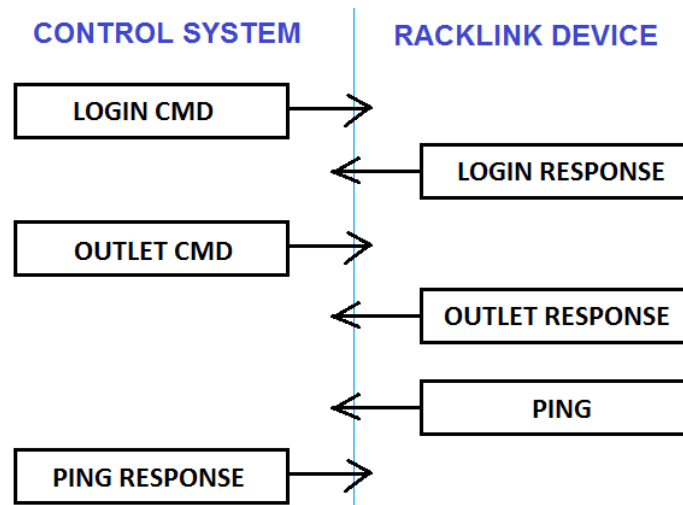 CONTROL SYSTEM
RACKLINK DEVICE
LOGIN CMD
LOGIN RESPONSE
OUTLET CMD
OUTLET RESPONSE
PING
PING RESPONSE